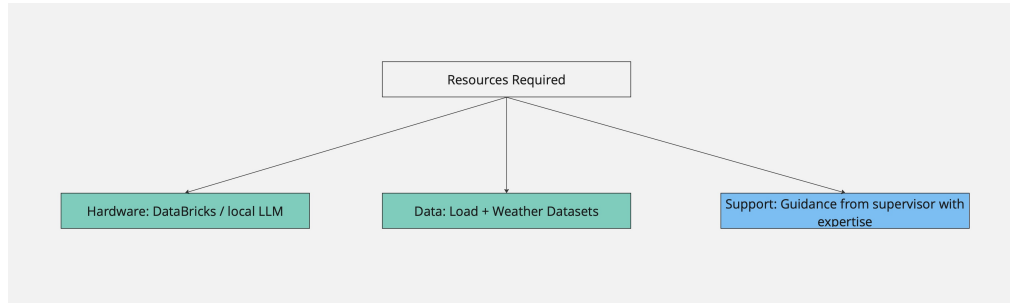 Resources Required
Hardware: DataBricks / local LLM
Data: Load + Weather Datasets
Support: Guidance from supervisor with
expertise